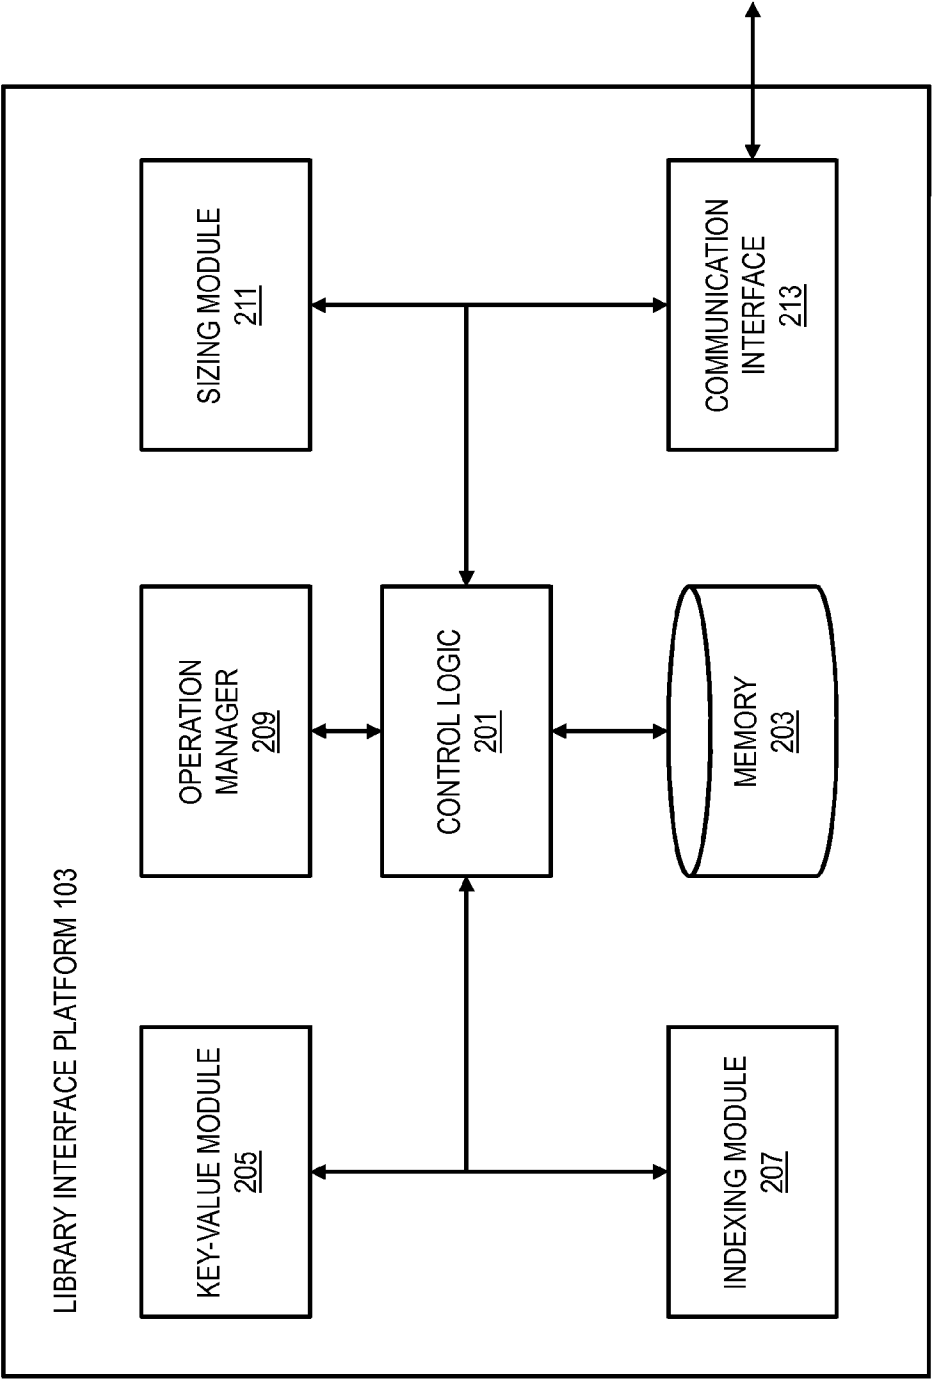 LIBRARY INTERFACE PLATFORM 103
KEY-VALUE MODULE
205
OPERATION
MANAGER
209
SIZING MODULE
211
CONTROL LOGIC
201
INDEXING MODULE
207
MEMORY
203
COMMUNICATION
INTERFACE
213